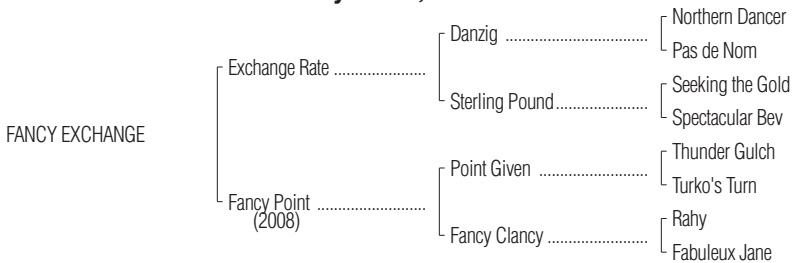 Northern Dancer
Danzig ................................
Pas de Nom
Exchange Rate ......................
Seeking the Gold
Sterling Pound.....................
Spectacular Bev
FANCY EXCHANGE
Thunder Gulch
Point Given .........................
Turko's Turn
Fancy Point ..........................
(2008)
Rahy
Fancy Clancy .......................
Fabuleux Jane